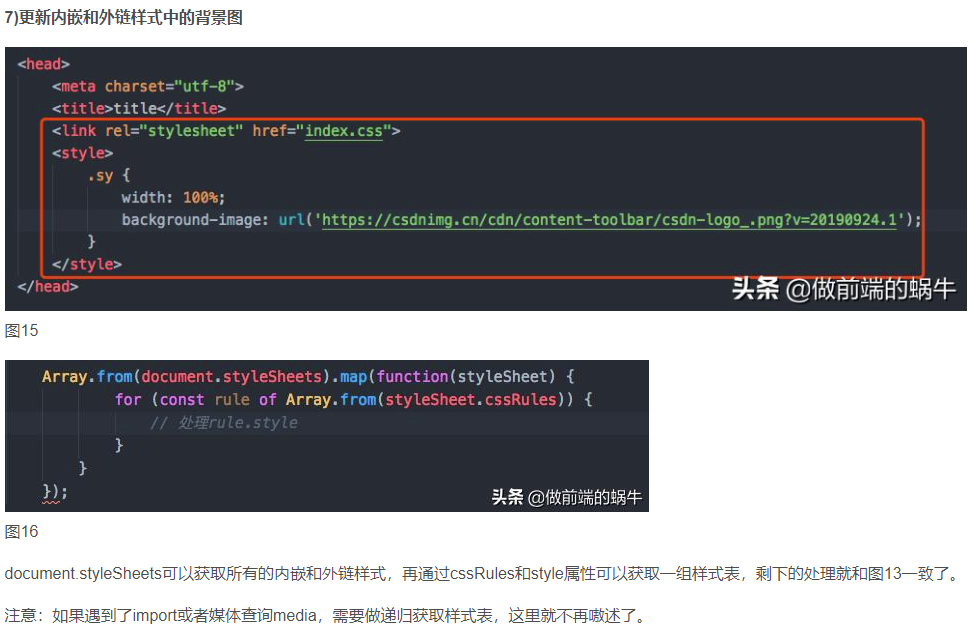 7)更新内嵌和外链样式中的背景图
<head>
<meta charset="utf-8">
<title>title</title>
<link rel="stylesheet" href="index.css">
<style>
.sy {
width: 100%;
background-image: url('https://csdnimg.cn/cdn/content-toolbar/csdn-logo_.png?v=20190924.1');
}
</style>
</head>
头条 @做前端的蜗牛
图15
Array.from(document.styleSheets).map(function(styleSheet) {
for (const rule of Array.from(styleSheet.cssRules)) {
// 处理rule.style
}
}
});
头条 @做前端的蜗牛
图16
document.styleSheets可以获取所有的内嵌和外链样式，再通过cssRules和style属性可以获取一组样式表，剩下的处理就和图13一致了。
注意：如果遇到了import或者媒体查询media，需要做递归获取样式表，这里就不再嗷述了。